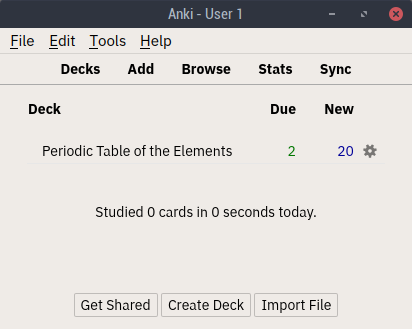 Anki - User 1
File Edit Tools Help
Decks Add Browse Stats Sync
Deck Due New
Periodic Table of the Elements 2 20
Studied 0 cards in 0 seconds today.
Get Shared Create Deck Import File